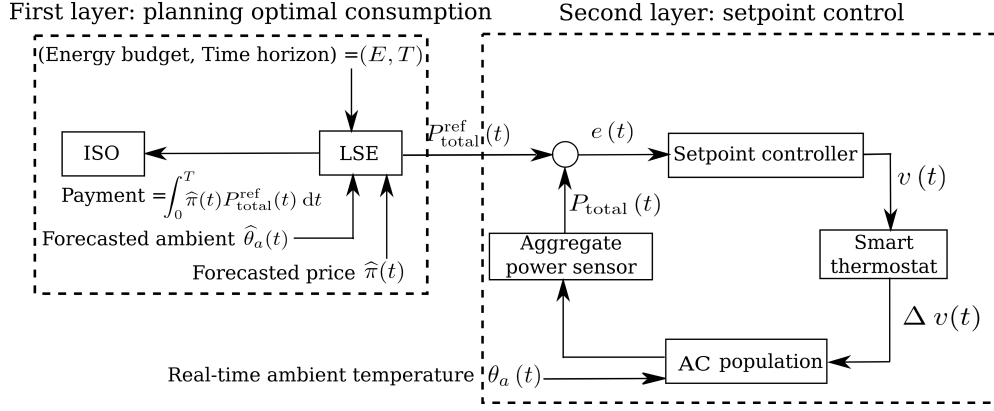 First layer: planning optimal consumption
Second layer: setpoint control
(Energy budget, Time horizon) =(E, T)
ISO
LSE
P_total^ref (t)
e (t)
Setpoint controller
v (t)
Payment =∫_0^T π̂(t)P_total^ref(t) dt
P_total (t)
Forecasted ambient θ̂_a(t)
Forecasted price π̂(t)
Aggregate
power sensor
Smart
thermostat
Δ v(t)
AC population
Real-time ambient temperature θ_a (t)